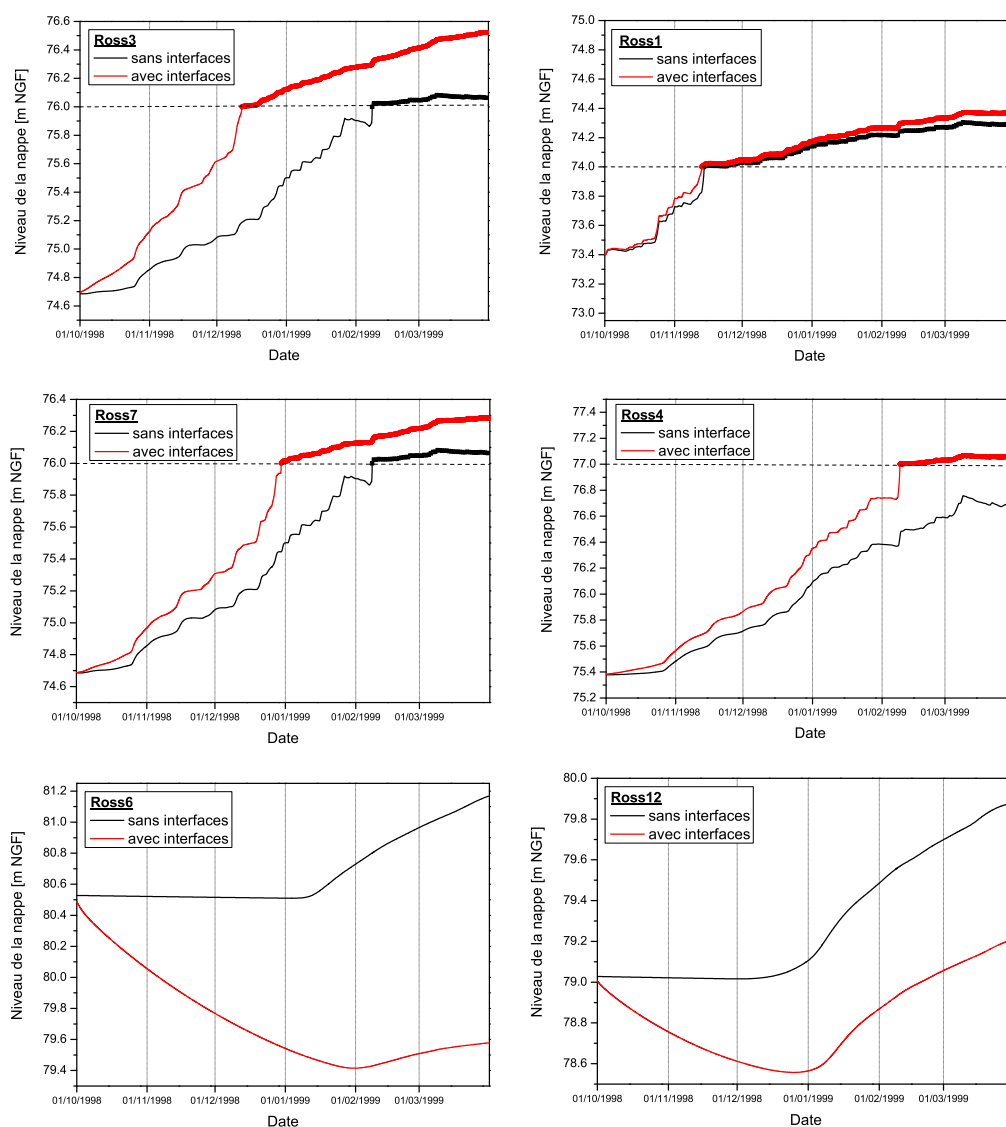 Ross3
sans interfaces
avec interfaces
Niveau de la nappe [m NGF]
76.6
76.4
76.2
76.0
75.8
75.6
75.4
75.2
75.0
74.8
74.6
01/10/1998 01/11/1998 01/12/1998 01/01/1999 01/02/1999 01/03/1999
Date
Ross1
sans interfaces
avec interfaces
Niveau de la nappe [m NGF]
75.0
74.8
74.6
74.4
74.2
74.0
73.8
73.6
73.4
73.2
73.0
01/10/1998 01/11/1998 01/12/1998 01/01/1999 01/02/1999 01/03/1999
Date
Ross7
sans interfaces
avec interfaces
Niveau de la nappe [m NGF]
76.4
76.2
76.0
75.8
75.6
75.4
75.2
75.0
74.8
74.6
01/10/1998 01/11/1998 01/12/1998 01/01/1999 01/02/1999 01/03/1999
Date
Ross4
sans interface
avec interfaces
Niveau de la nappe [m NGF]
77.4
77.2
77.0
76.8
76.6
76.4
76.2
76.0
75.8
75.6
75.4
75.2
01/10/1998 01/11/1998 01/12/1998 01/01/1999 01/02/1999 01/03/1999
Date
Ross6
sans interfaces
avec interfaces
Niveau de la nappe [m NGF]
81.2
81.0
80.8
80.6
80.4
80.2
80.0
79.8
79.6
79.4
01/10/1998 01/11/1998 01/12/1998 01/01/1999 01/02/1999 01/03/1999
Date
Ross12
sans interfaces
avec interfaces
Niveau de la nappe [m NGF]
80.0
79.8
79.6
79.4
79.2
79.0
78.8
78.6
01/10/1998 01/11/1998 01/12/1998 01/01/1999 01/02/1999 01/03/1999
Date